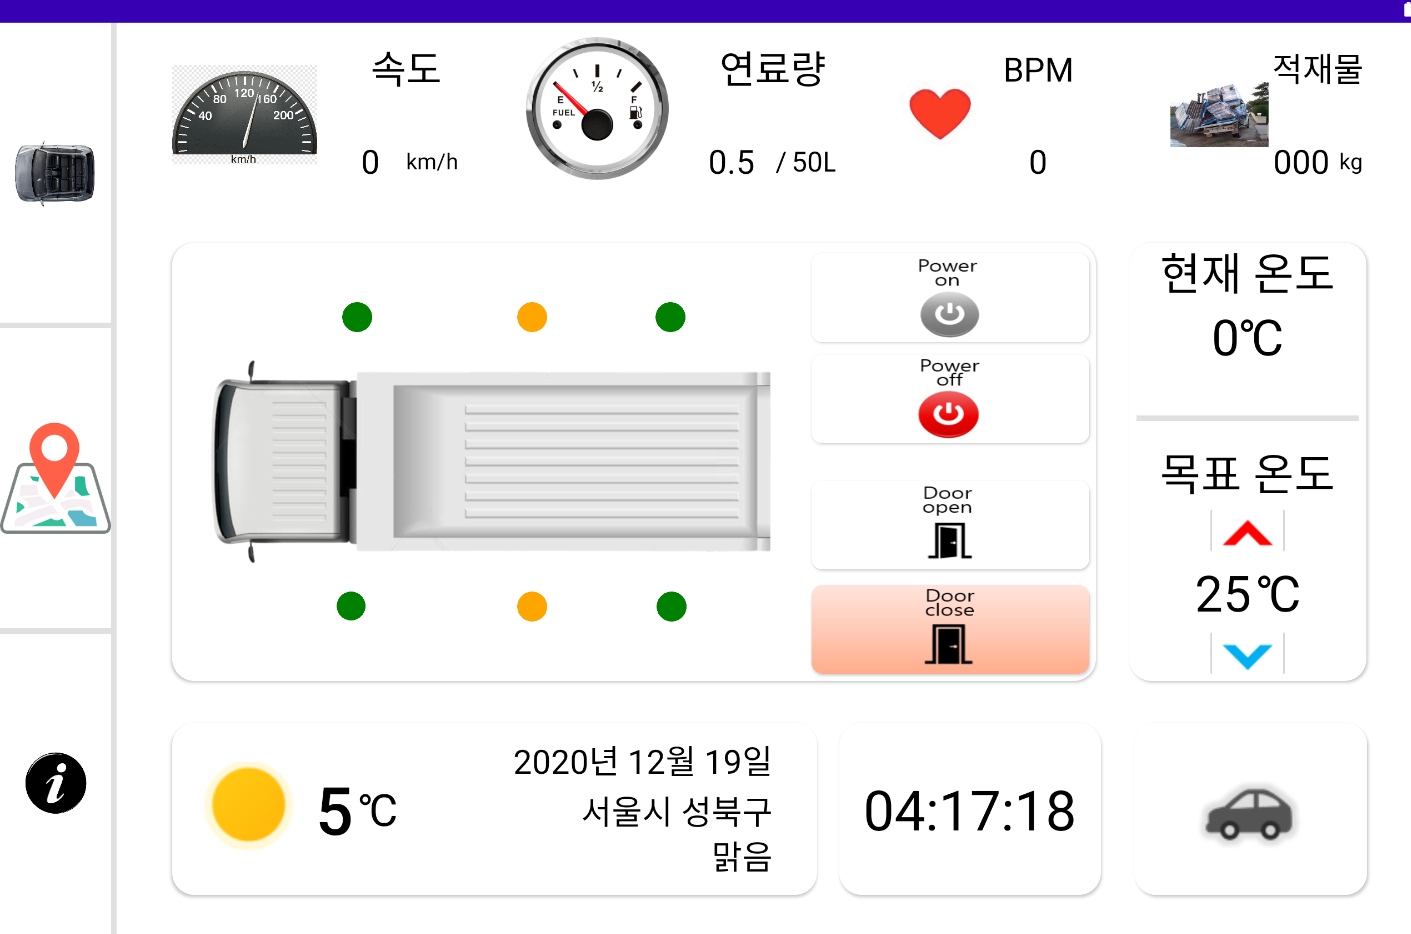 속도
연료량
BPM
적재물
40
80
120
160
200
km/h
0 km/h
E
1/2
F
FUEL
0.5 / 50L
0
000 kg
Power
on
Power
off
Door
open
Door
close
현재 온도
0℃
목표 온도
25℃
5℃
2020년 12월 19일
서울시 성북구
맑음
04:17:18
i